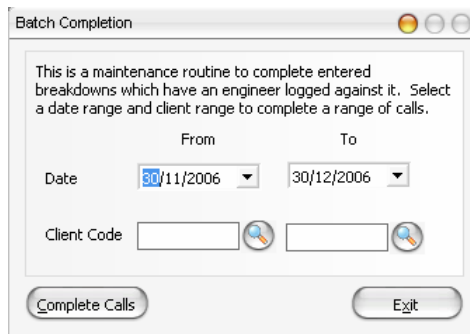 Batch Completion
This is a maintenance routine to complete entered
breakdowns which have an engineer logged against it. Select
a date range and client range to complete a range of calls.
From To
Date 30/11/2006 30/12/2006
Client Code
Complete Calls Exit